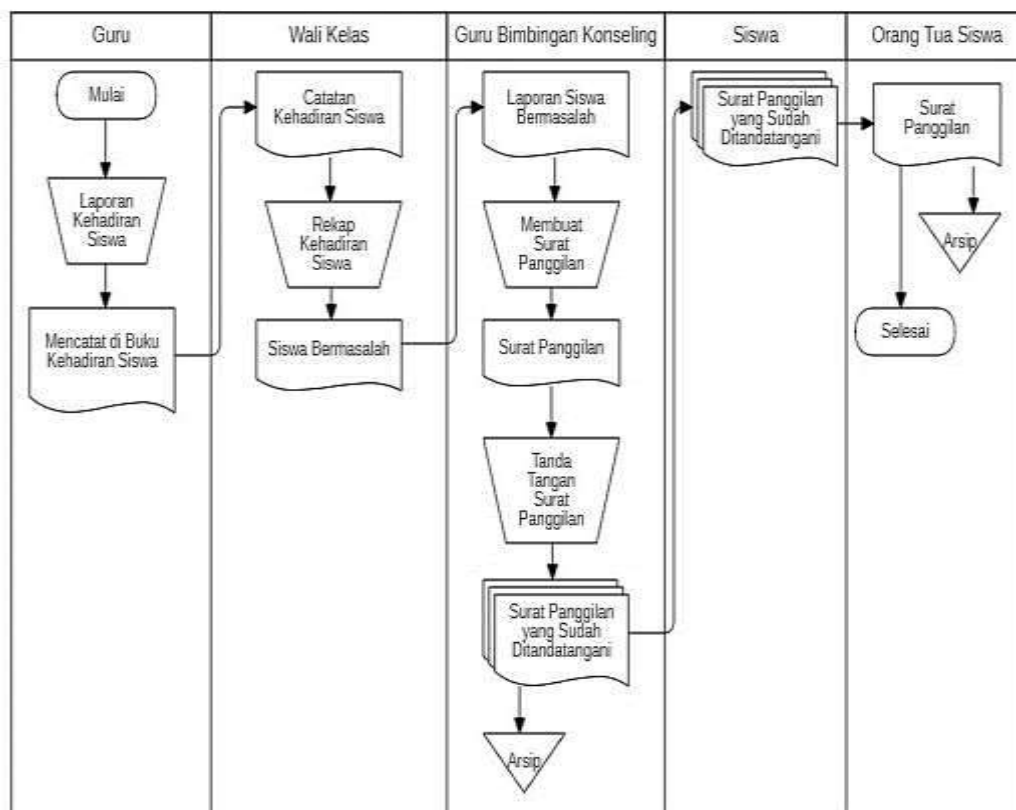 Guru
Wali Kelas
Guru Bimbingan Konseling
Siswa
Orang Tua Siswa
Mulai
Laporan
Kehadiran
Siswa
Mencatat di Buku
Kehadiran Siswa
Catatan
Kehadiran Siswa
Rekap
Kehadiran
Siswa
Siswa Bermasalah
Laporan Siswa
Bermasalah
Membuat
Surat
Panggilan
Surat Panggilan
Tanda
Tangan
Surat
Panggilan
Surat Panggilan
yang Sudah
Ditandatangani
Arsip
Surat Panggilan
yang Sudah
Ditandatangani
Surat
Panggilan
Arsip
Selesai